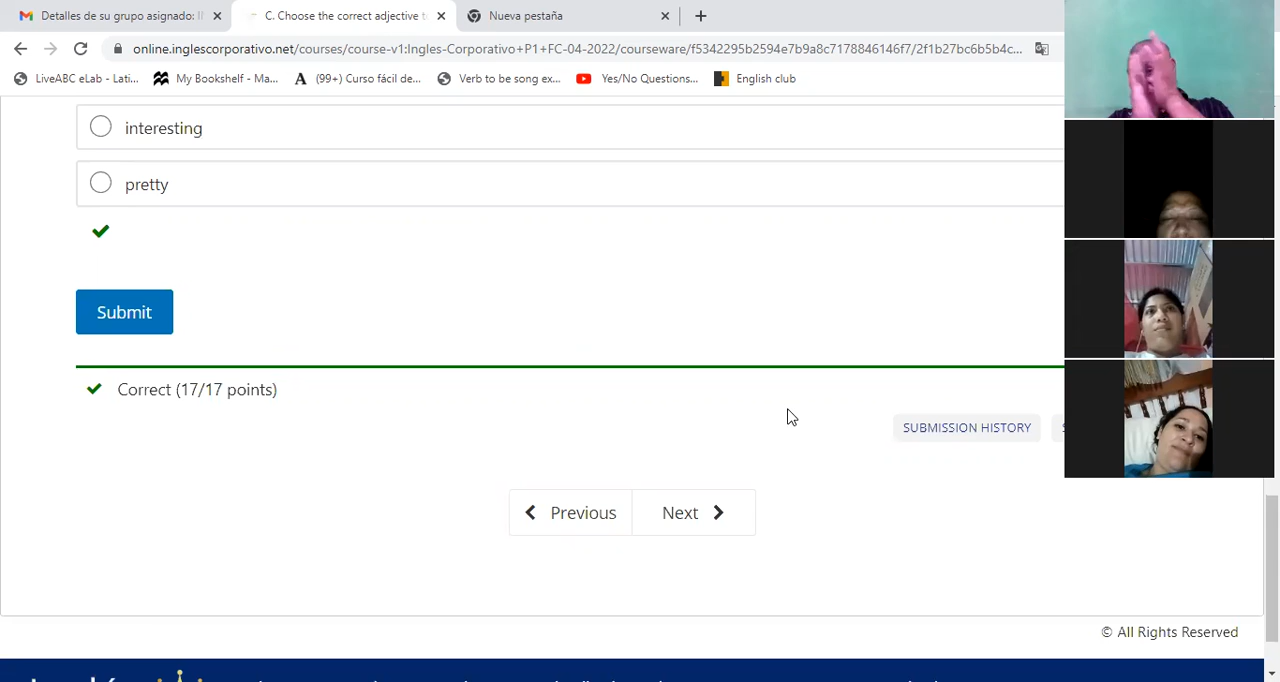 Detalles de su grupo asignado: I
C. Choose the correct adjective t
Nueva pestaña
online.inglescorporativo.net/courses/course-v1:Ingles-Corporativo+P1+FC-04-2022/courseware/f5342295b2594e7b9a8c7178846146f7/2f1b27bc6b5b4c...
LiveABC eLab - Lati...
My Bookshelf - Ma...
(99+) Curso fácil de...
Verb to be song ex...
Yes/No Questions...
English club
interesting
pretty
Submit
Correct (17/17 points)
SUBMISSION HISTORY
Previous
Next
© All Rights Reserved